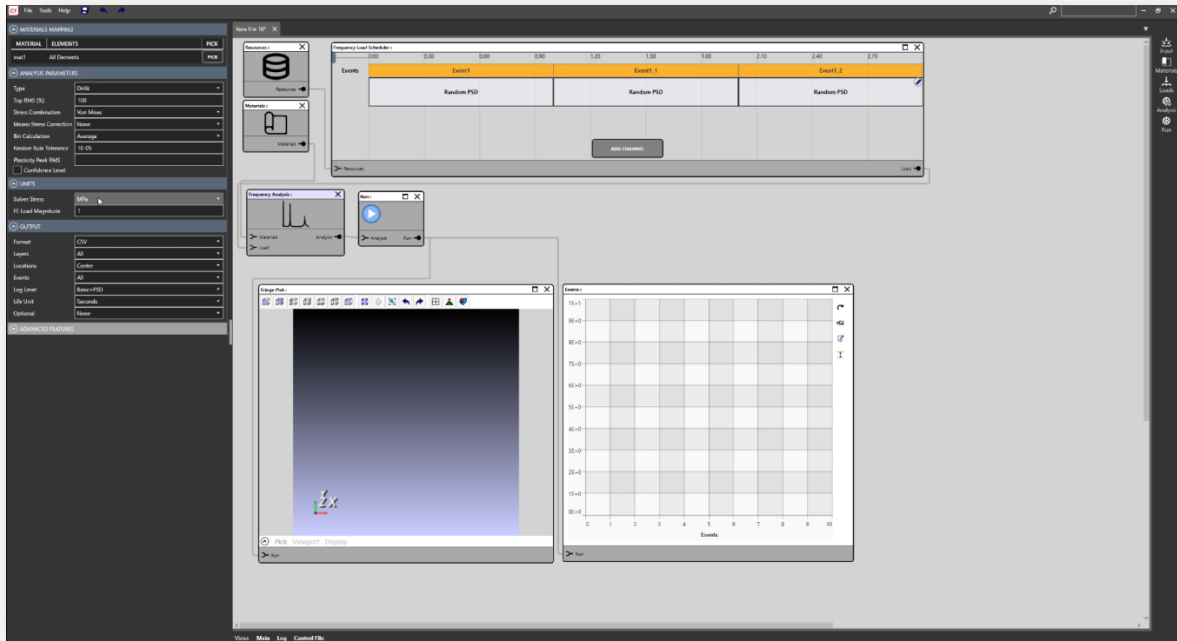 File Tools Help
MATERIALS MAPPING
MATERIAL ELEMENTS PICK
mat1 All Elements PICK
ANALYSIS PARAMETERS
Type Dirlik
Top RMS (%) 100
Stress Combination Von Mises
Means Stress Correction None
Bin Calculation Average
Neuber Rule Tolerance 1E-05
Plasticity Peak RMS
Confidence Level
UNITS
Solver Stress MPa
FE Load Magnitude 1
OUTPUT
Format CSV
Layers All
Locations Center
Events All
Log Level Base+PSD
Life Unit Seconds
Optional None
ADVANCED FEATURES
New File 10* X
Resources :
Resources
Materials :
Materials
Frequency Load Scheduler :
0.00 0.30 0.60 0.90 1.20 1.50 1.80 2.10 2.40 2.70
Events Event1 Event1_1 Event1_2
Random PSD Random PSD Random PSD
ADD CHANNEL
Resources Load
Frequency Analysis :
Materials Analysis
Load
Run :
Analysis Run
Fringe Plot :
Y
Z X
Pick Viewport Display
Run
Events :
1E+1
9E+0
8E+0
7E+0
6E+0
5E+0
4E+0
3E+0
2E+0
1E+0
0E+0
0 1 2 3 4 5 6 7 8 9 10
Events
Run
Input
Materials
Loads
Analysis
Run
Views Main Log Control File